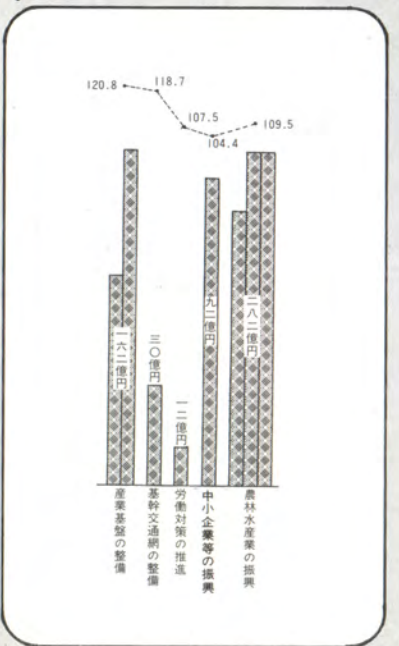 120.8
118.7
107.5
104.4
109.5
一六二億円
三〇億円
一二億円
九二億円
二八二億円
産業基盤の整備
基幹交通網の整備
労働対策の推進
中小企業等の振興
農林水産業の振興